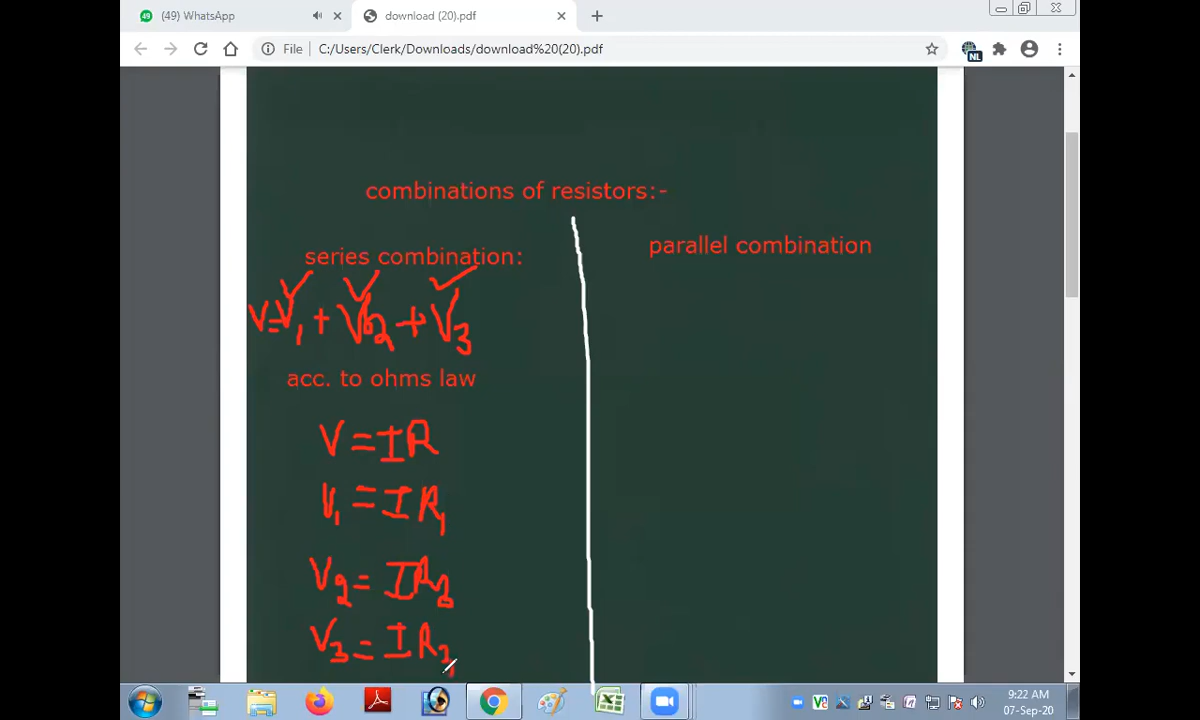 (49) WhatsApp
download (20).pdf
File
C:/Users/Clerk/Downloads/download%20(20).pdf
NL
combinations of resistors:-
series combination:
parallel combination
V=V1+V2+V3
acc. to ohms law
V=IR
V1=IR1
V2=IR2
V3=IR3
9:22 AM
07-Sep-20